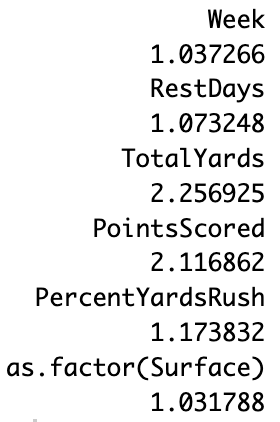 Week
1.037266
RestDays
1.073248
TotalYards
2.256925
PointsScored
2.116862
PercentYardsRush
1.173832
as.factor(Surface)
1.031788